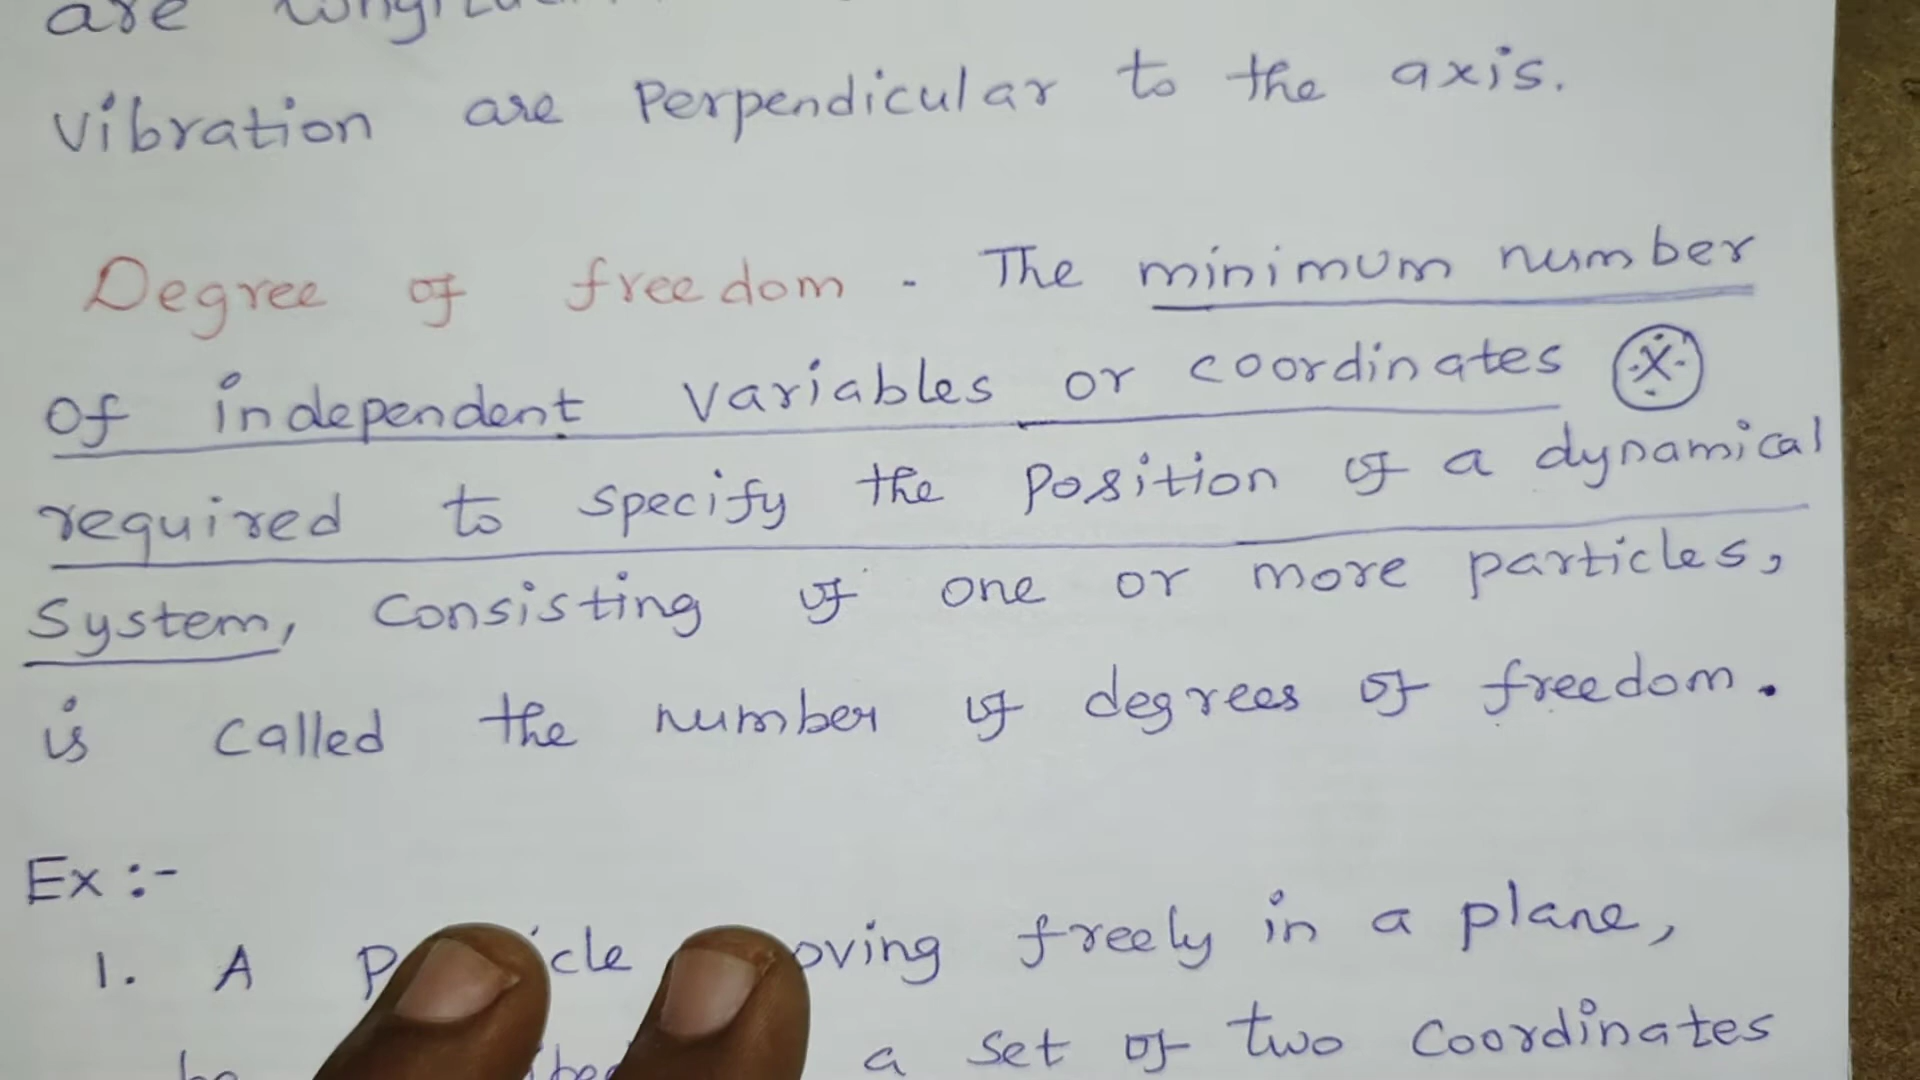 are
vibration are Perpendicular to the axis.
Degree of freedom - The minimum number
of independent variables or coordinates
required to specify the position of a dynamical
System, consisting of one or more particles,
is called the number of degrees of freedom.
Ex :-
1. A freely in a plane,
a set of two coordinates